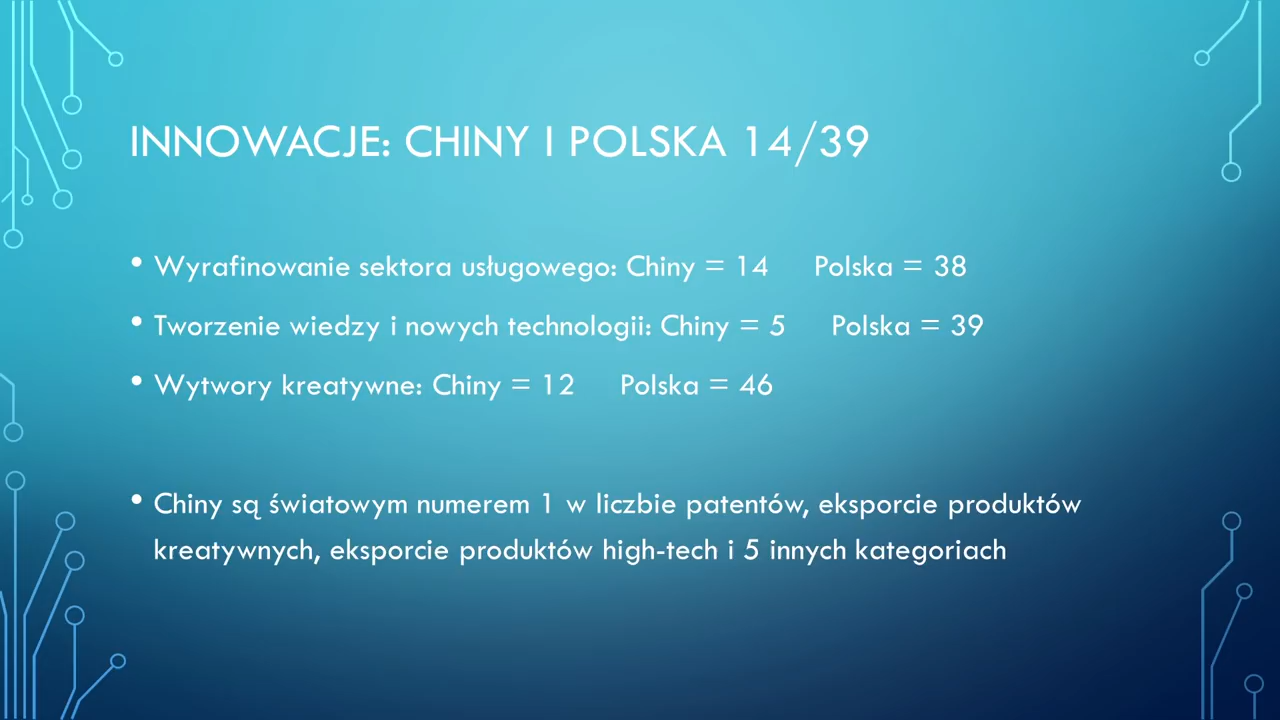 INNOWACJE: CHINY I POLSKA 14/39
• Wyrafinowanie sektora usługowego: Chiny = 14 Polska = 38
• Tworzenie wiedzy i nowych technologii: Chiny = 5 Polska = 39
• Wytwory kreatywne: Chiny = 12 Polska = 46
• Chiny są światowym numerem 1 w liczbie patentów, eksporcie produktów
kreatywnych, eksporcie produktów high-tech i 5 innych kategoriach